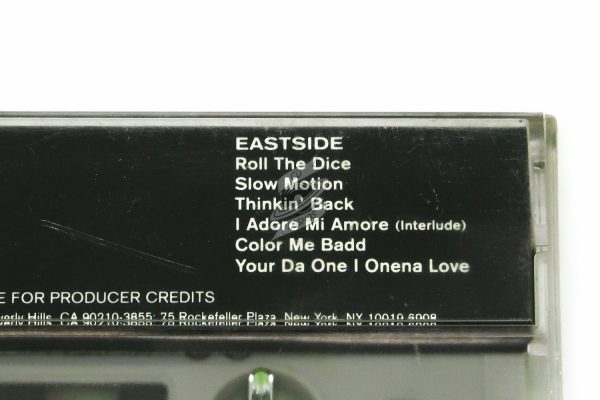 EASTSIDE
Roll The Dice
Slow Motion
Thinkin' Back
I Adore Mi Amore (Interlude)
Color Me Badd
Your Da One I Onena Love
E FOR PRODUCER CREDITS
verly Hills, CA 90210-3855; 75 Rockefeller Plaza, New York, NY 10019-6908